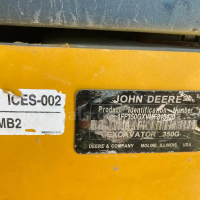 ICES-002
MB2
JOHN DEERE
Product Identification Number
EXCAVATOR 350G
DEERE & COMPANY MOLINE, ILLINOIS, USA